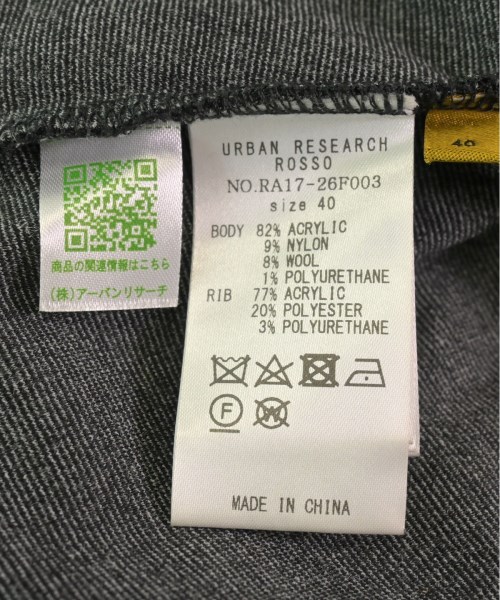 商品の関連情報はこちら
(株)アーバンリサーチ
URBAN RESEARCH
ROSSO
NO.RA17-26F003
size 40
BODY 82% ACRYLIC
9% NYLON
8% WOOL
1% POLYURETHANE
RIB 77% ACRYLIC
20% POLYESTER
3% POLYURETHANE
F
W
MADE IN CHINA
40